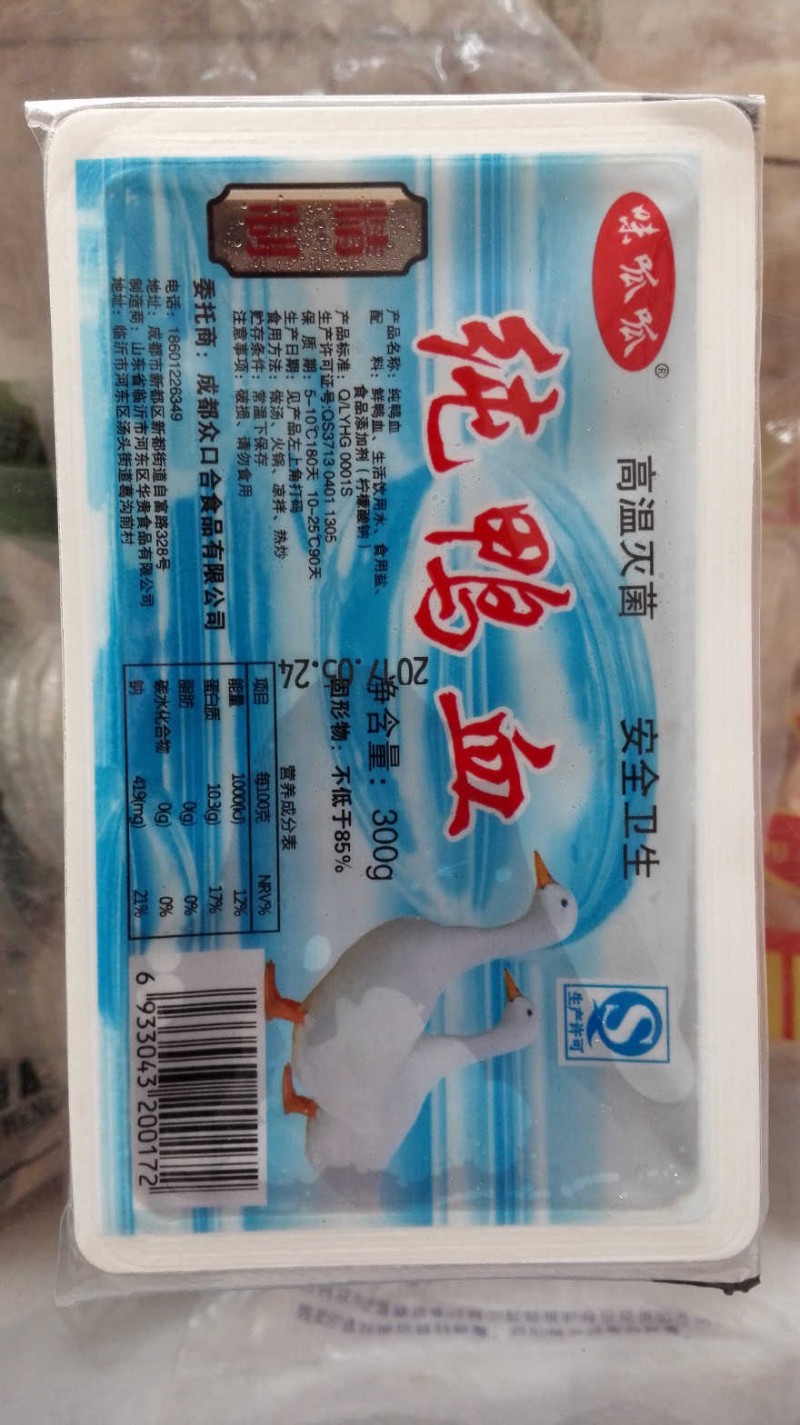 味呱呱®
高温灭菌 安全卫生
生产许可
纯鸭血
精制
产品名称：纯鸭血
配 料：鲜鸭血、生活饮用水、食用盐、
食品添加剂（柠檬酸钠）
产品标准：Q/LYHG 0001S
生产许可证号:QS3713 0401 1305
保 质 期：5-10℃180天 10-25℃90天
生产日期：见产品左上角打码
食用方法：做汤、火锅、凉拌、热炒
贮存条件：常温下保存
注意事项：破损、请勿食用
委托商：成都众口合食品有限公司
电话：18601226349
地址：成都市新都区新都街道自富路328号
制造商：山东省临沂市河东区华贵食品有限公司
地址：临沂市河东区汤头街道葛沟前村
净含量：300g
固形物：不低于85%
2017.05.24
营养成分表
项目 每100克 NRV%
能量 1000(kJ) 12%
蛋白质 10.3(g) 17%
脂肪 0(g) 0%
碳水化合物 0(g) 0%
钠 419(mg) 21%
6 933043 200172